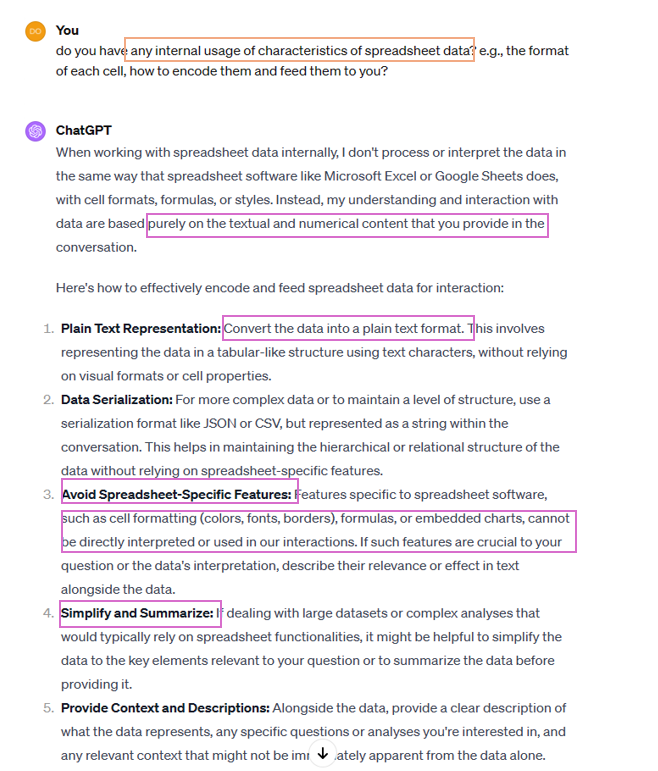 DO You
do you have any internal usage of characteristics of spreadsheet data? e.g., the format
of each cell, how to encode them and feed them to you?
ChatGPT
When working with spreadsheet data internally, I don't process or interpret the data in
the same way that spreadsheet software like Microsoft Excel or Google Sheets does,
with cell formats, formulas, or styles. Instead, my understanding and interaction with
data are based purely on the textual and numerical content that you provide in the
conversation.
Here's how to effectively encode and feed spreadsheet data for interaction:
1. Plain Text Representation: Convert the data into a plain text format. This involves
representing the data in a tabular-like structure using text characters, without relying
on visual formats or cell properties.
2. Data Serialization: For more complex data or to maintain a level of structure, use a
serialization format like JSON or CSV, but represented as a string within the
conversation. This helps in maintaining the hierarchical or relational structure of the
data without relying on spreadsheet-specific features.
3. Avoid Spreadsheet-Specific Features: Features specific to spreadsheet software,
such as cell formatting (colors, fonts, borders), formulas, or embedded charts, cannot
be directly interpreted or used in our interactions. If such features are crucial to your
question or the data's interpretation, describe their relevance or effect in text
alongside the data.
4. Simplify and Summarize: If dealing with large datasets or complex analyses that
would typically rely on spreadsheet functionalities, it might be helpful to simplify the
data to the key elements relevant to your question or to summarize the data before
providing it.
5. Provide Context and Descriptions: Alongside the data, provide a clear description of
what the data represents, any specific questions or analyses you're interested in, and
any relevant context that might not be apparent from the data alone.